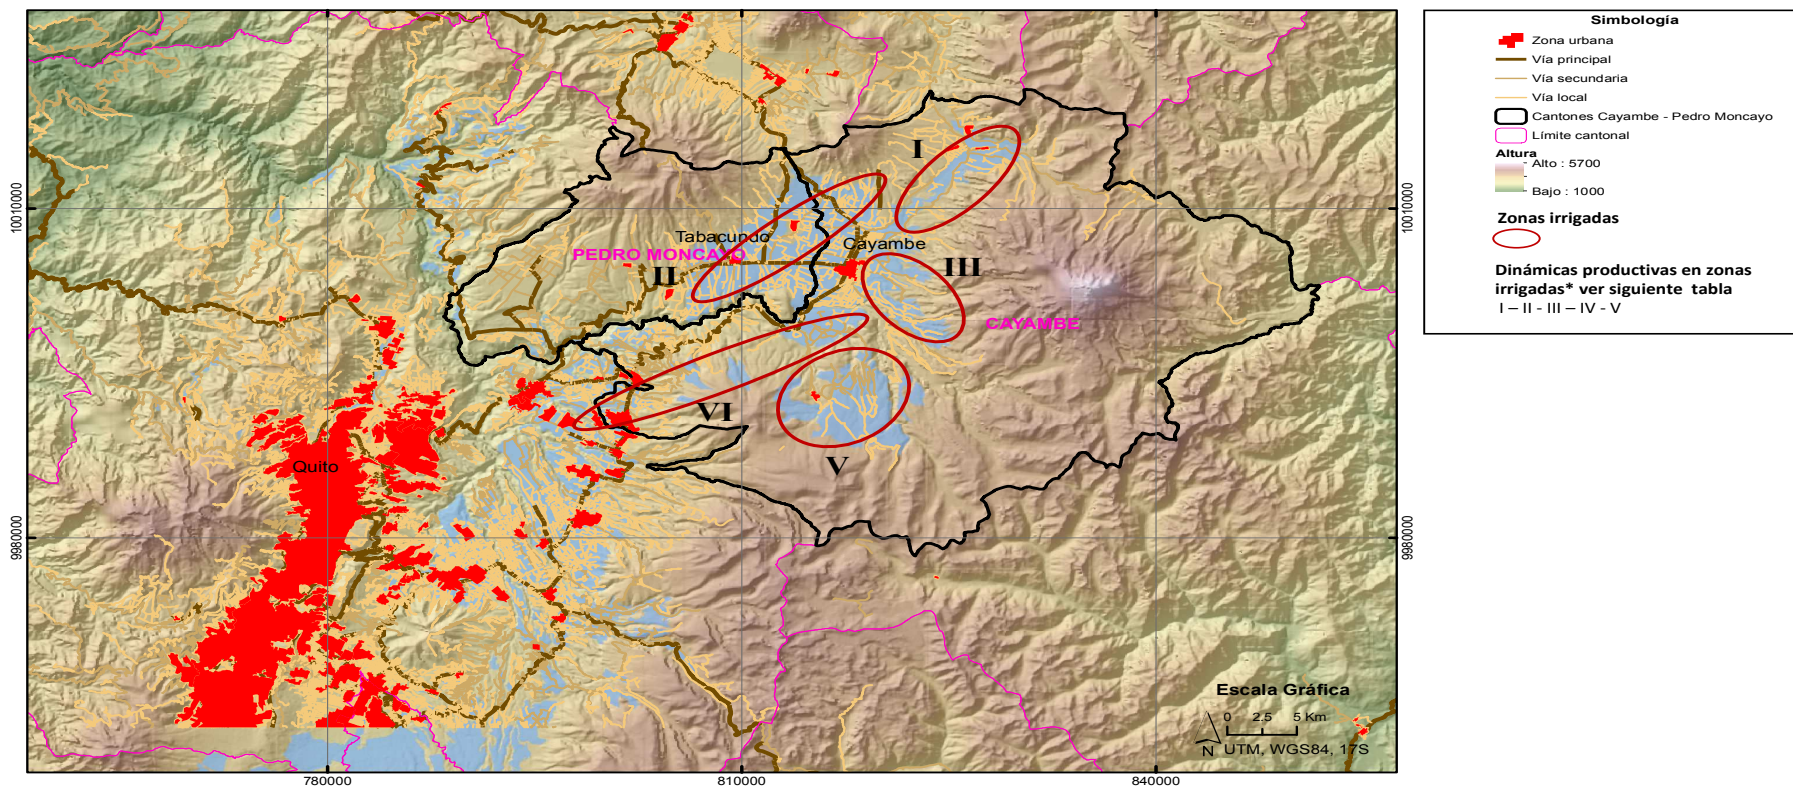 Simbología
Zona urbana
Vía principal
Vía secundaria
Vía local
Cantones Cayambe - Pedro Moncayo
Límite cantonal
Altura
Alto : 5700
Bajo : 1000
Zonas irrigadas
Dinámicas productivas en zonas
irrigadas* ver siguiente tabla
I – II - III – IV - V
I
10010000
10010000
Tabacundo
Cayambe
PEDRO MONCAYO
II
III
CAYAMBE
VI
V
Quito
9980000
9980000
Escala Gráfica
0 2.5 5 Km
N
UTM, WGS84, 17S
780000
810000
840000